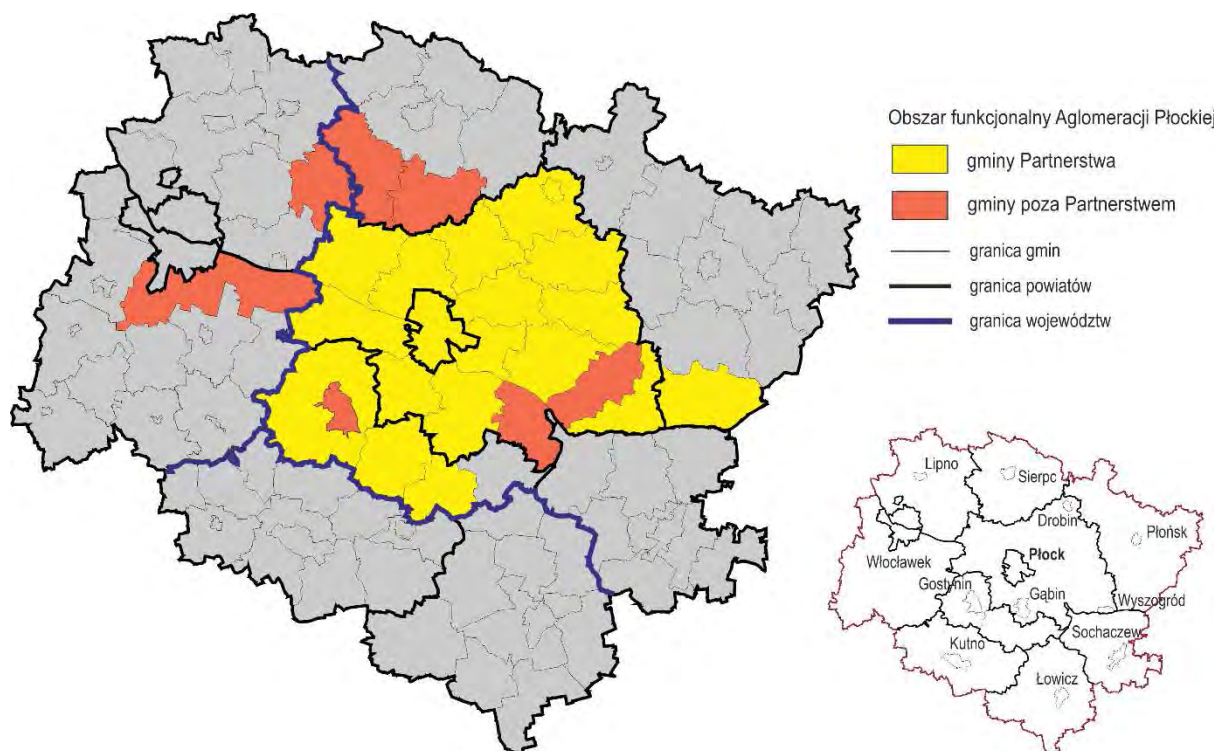 Obszar funkcjonalny Aglomeracji Płockiej
gminy Partnerstwa
gminy poza Partnerstwem
granica gmin
granica powiatów
granica województw
Lipno
Sierpc
Drobin
Płońsk
Płock
Włocławek
Gostynin
Gąbin
Wyszogród
Sochaczew
Kutno
Łowicz